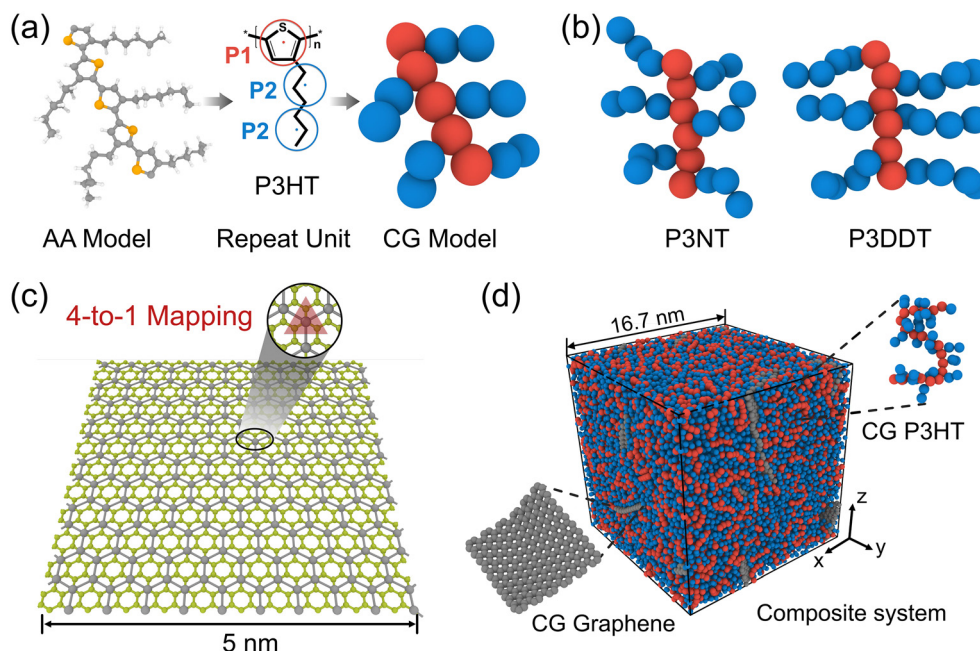 (a)
S
*
*
n
P1
P2
P2
P3HT
AA Model
Repeat Unit
CG Model
(b)
P3NT
P3DDT
(c)
4-to-1 Mapping
5 nm
(d)
16.7 nm
CG P3HT
CG Graphene
z
x
y
Composite system